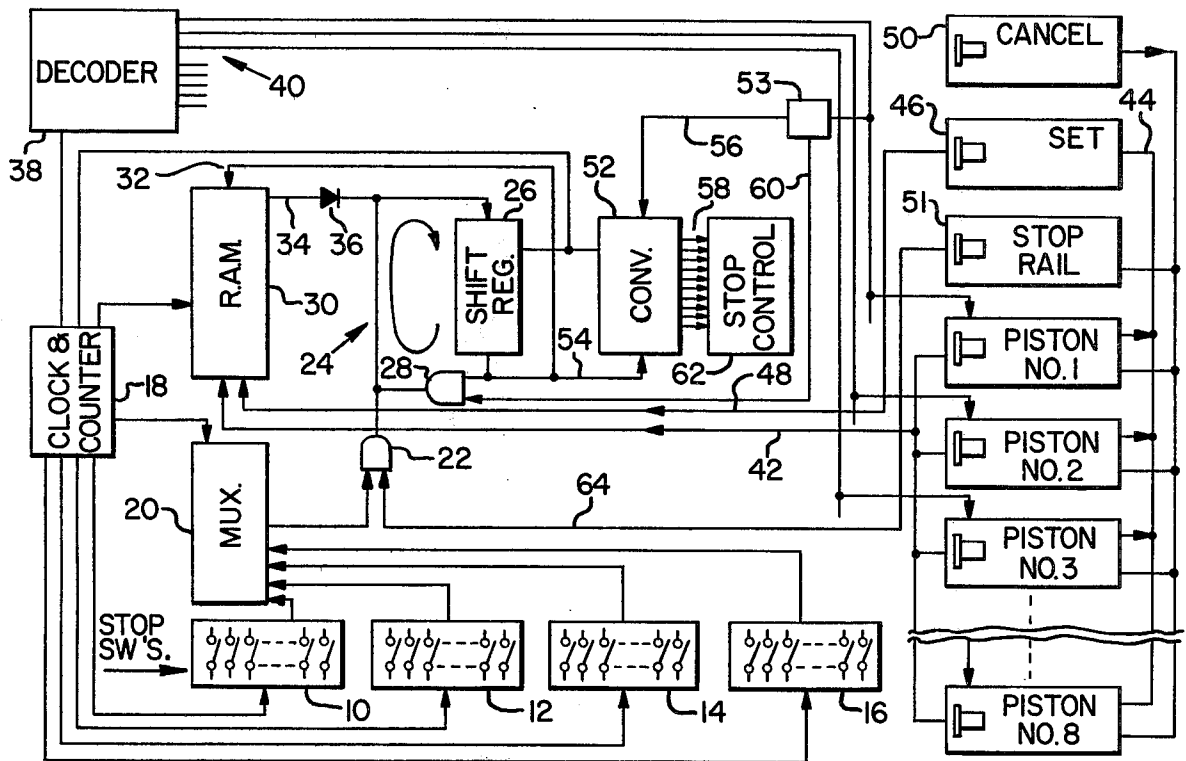 DECODER
38
40
50
CANCEL
53
46
SET
44
32
56
60
34
36
26
52
58
51
STOP
RAIL
R.A.M.
30
SHIFT
REG.
CONV.
STOP
CONTROL
24
28
54
62
48
PISTON
NO.1
CLOCK &
COUNTER
18
22
42
PISTON
NO.2
20
MUX.
64
PISTON
NO.3
STOP
SW'S.
10
12
14
16
PISTON
NO.8